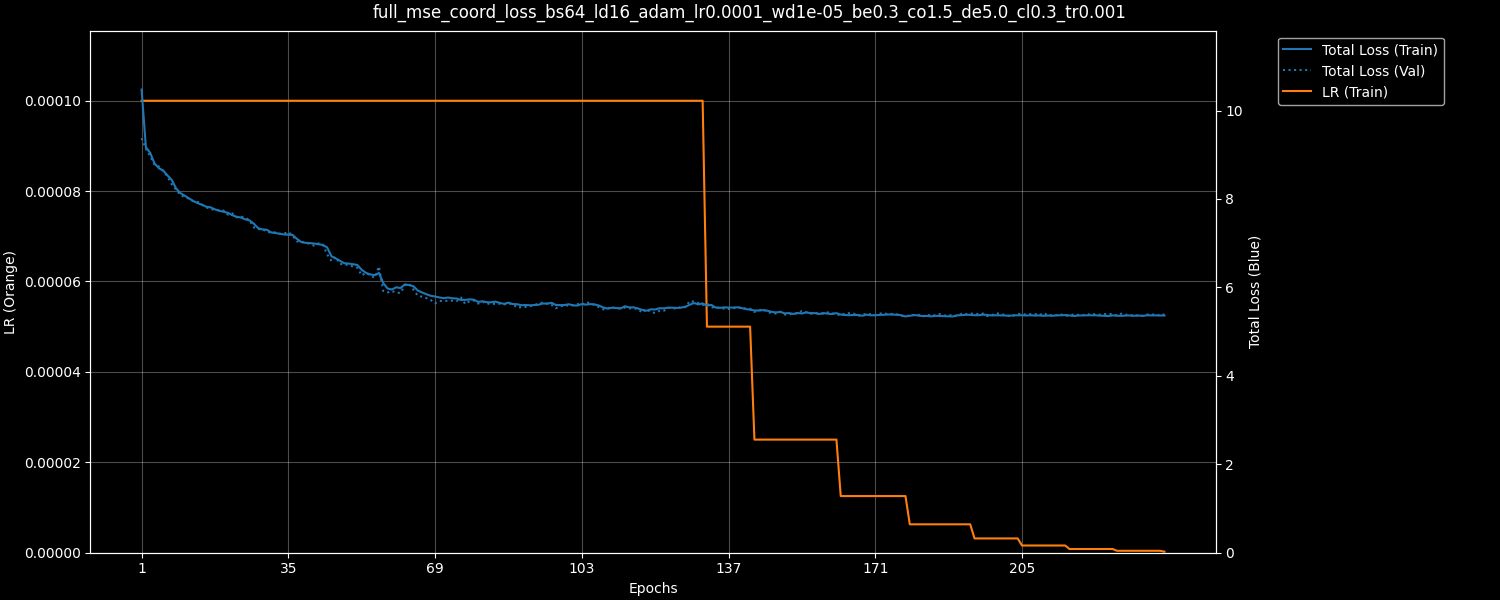 full_mse_coord_loss_bs64_ld16_adam_lr0.0001_wd1e-05_be0.3_co1.5_de5.0_cl0.3_tr0.001
Total Loss (Train)
Total Loss (Val)
LR (Train)
LR (Orange)
0.00010
0.00008
0.00006
0.00004
0.00002
0.00000
10
8
6
4
2
0
Total Loss (Blue)
1
35
69
103
137
171
205
Epochs